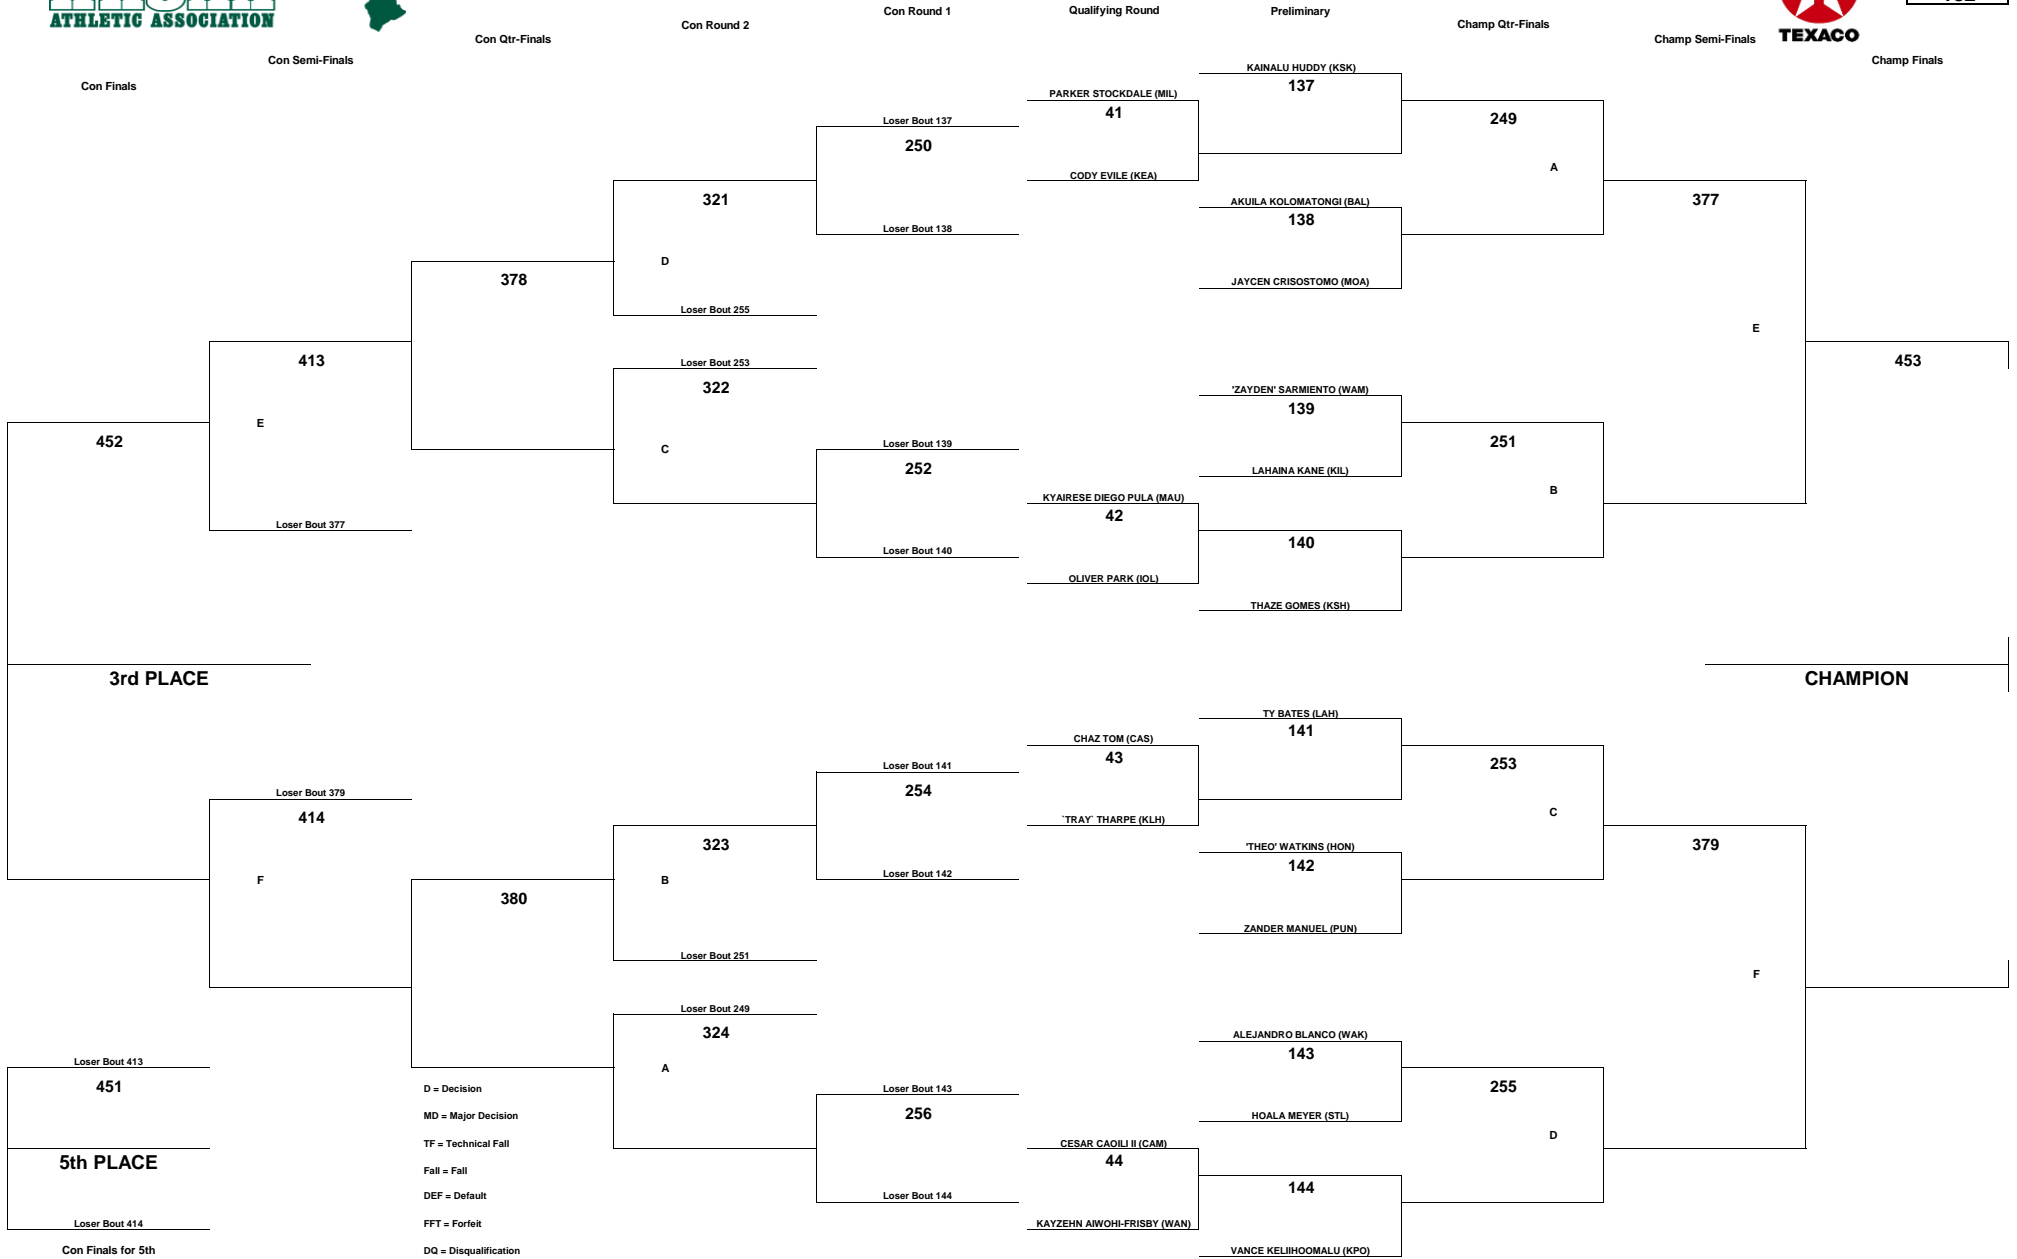 ATHLETIC ASSOCIATION
TEXACO
Con Finals
Con Semi-Finals
Con Qtr-Finals
Con Round 2
Con Round 1
Qualifying Round
Preliminary
Champ Qtr-Finals
Champ Semi-Finals
Champ Finals
KAINALU HUDDY (KSK)
137
PARKER STOCKDALE (MIL)
41
CODY EVILE (KEA)
AKUILA KOLOMATONGI (BAL)
138
JAYCEN CRISOSTOMO (MOA)
'ZAYDEN' SARMIENTO (WAM)
139
LAHAINA KANE (KIL)
KYAIRESE DIEGO PULA (MAU)
42
OLIVER PARK (IOL)
140
THAZE GOMES (KSH)
TY BATES (LAH)
141
CHAZ TOM (CAS)
43
`TRAY` THARPE (KLH)
'THEO' WATKINS (HON)
142
ZANDER MANUEL (PUN)
ALEJANDRO BLANCO (WAK)
143
HOALA MEYER (STL)
CESAR CAOILI II (CAM)
44
KAYZEHN AIWOHI-FRISBY (WAN)
144
VANCE KELIIHOOMALU (KPO)
249
A
251
B
253
C
255
D
377
E
379
F
453
CHAMPION
Loser Bout 137
250
Loser Bout 138
321
D
Loser Bout 255
Loser Bout 253
322
C
Loser Bout 139
252
Loser Bout 140
378
413
E
Loser Bout 377
452
3rd PLACE
Loser Bout 141
254
Loser Bout 142
323
B
Loser Bout 251
Loser Bout 249
324
A
Loser Bout 143
256
Loser Bout 144
380
Loser Bout 379
414
F
Loser Bout 413
451
5th PLACE
Loser Bout 414
Con Finals for 5th
D = Decision
MD = Major Decision
TF = Technical Fall
Fall = Fall
DEF = Default
FFT = Forfeit
DQ = Disqualification